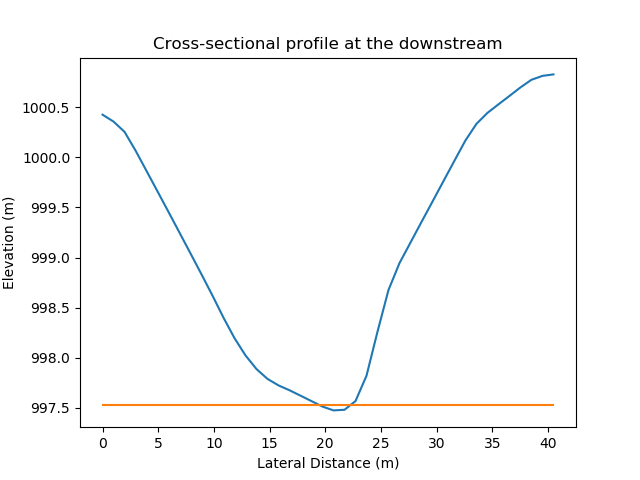 Cross-sectional profile at the downstream
1000.5
1000.0
999.5
999.0
998.5
998.0
997.5
Elevation (m)
0 5 10 15 20 25 30 35 40
Lateral Distance (m)